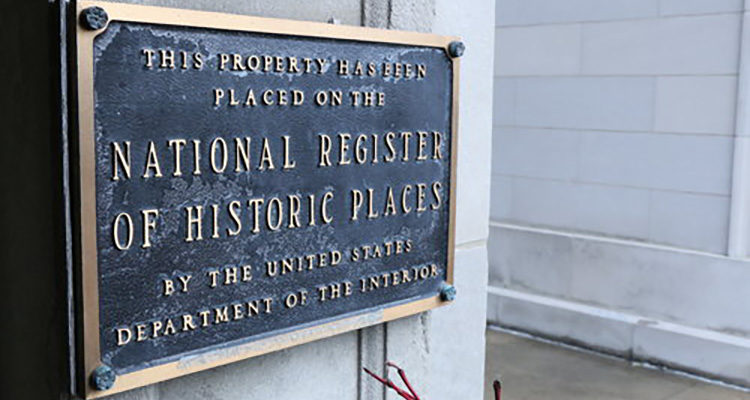 THIS PROPERTY HAS BEEN
PLACED ON THE
NATIONAL REGISTER
OF HISTORIC PLACES
BY THE UNITED STATES
DEPARTMENT OF THE INTERIOR